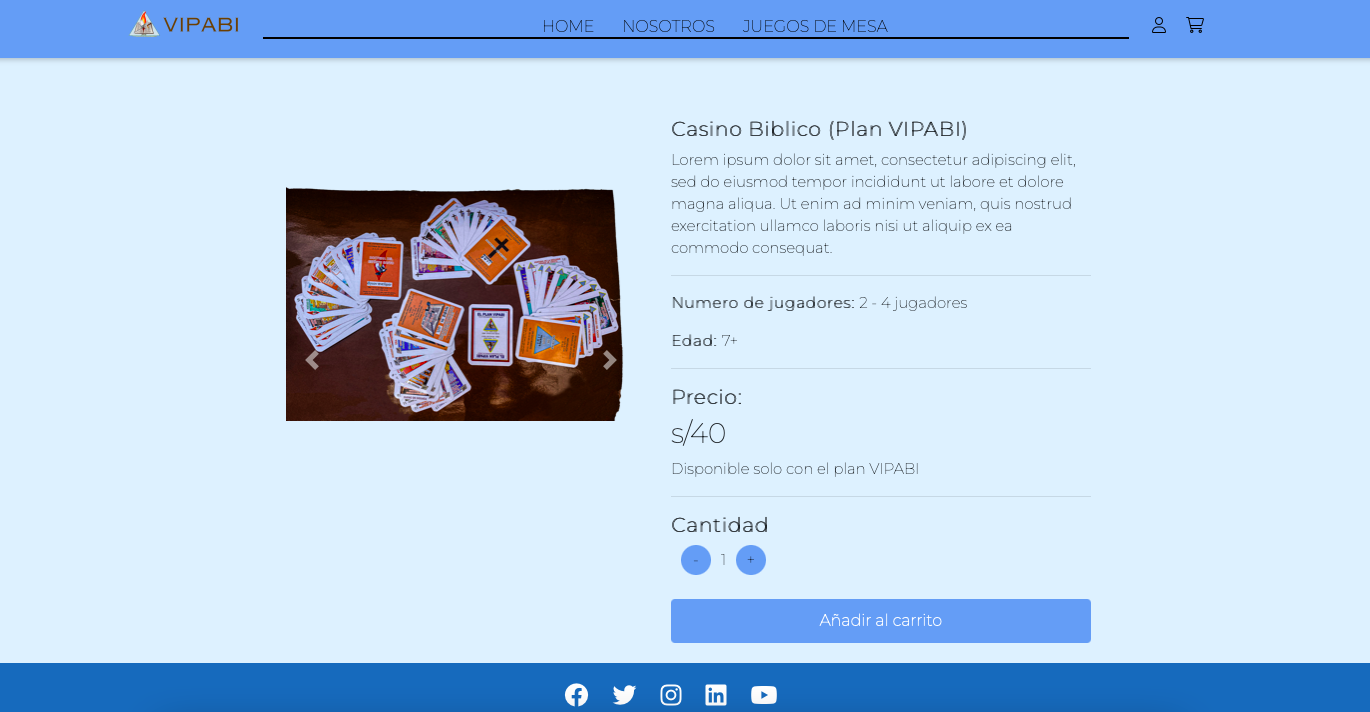 VIPABI
HOME NOSOTROS JUEGOS DE MESA
Casino Biblico (Plan VIPABI)
Lorem ipsum dolor sit amet, consectetur adipiscing elit,
sed do eiusmod tempor incididunt ut labore et dolore
magna aliqua. Ut enim ad minim veniam, quis nostrud
exercitation ullamco laboris nisi ut aliquip ex ea
commodo consequat.
Numero de jugadores: 2 - 4 jugadores
Edad: 7+
EL PLAN VIPABI
Precio:
s/40
Disponible solo con el plan VIPABI
Cantidad
- 1 +
Añadir al carrito